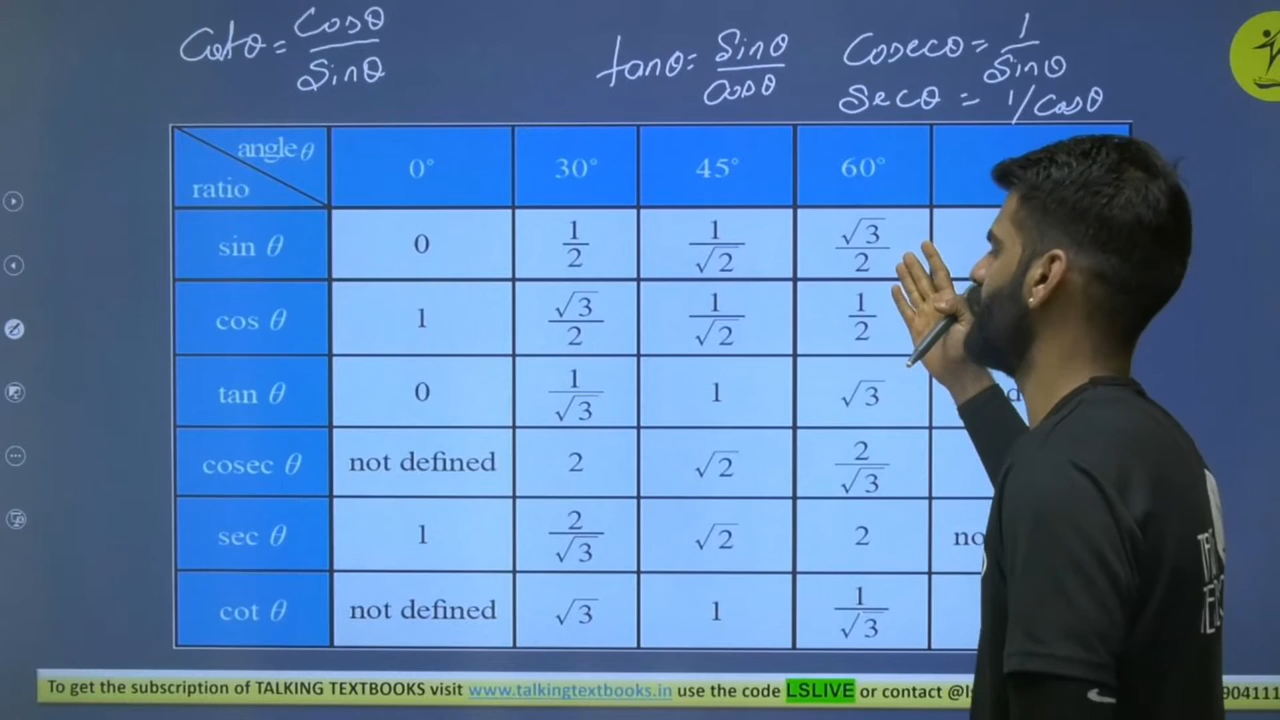 Cotθ = Cosθ / Sinθ
tanθ = Sinθ / Cosθ
Cosecθ = 1 / Sinθ
Secθ = 1/Cosθ
angle θ 0° 30° 45° 60°
ratio
sin θ 0 1/2 1/√2 √3/2
cos θ 1 √3/2 1/√2 1/2
tan θ 0 1/√3 1 √3
cosec θ not defined 2 √2 2/√3
sec θ 1 2/√3 √2 2
cot θ not defined √3 1 1/√3
To get the subscription of TALKING TEXTBOOKS visit www.talkingtextbooks.in use the code LSLIVE or contact